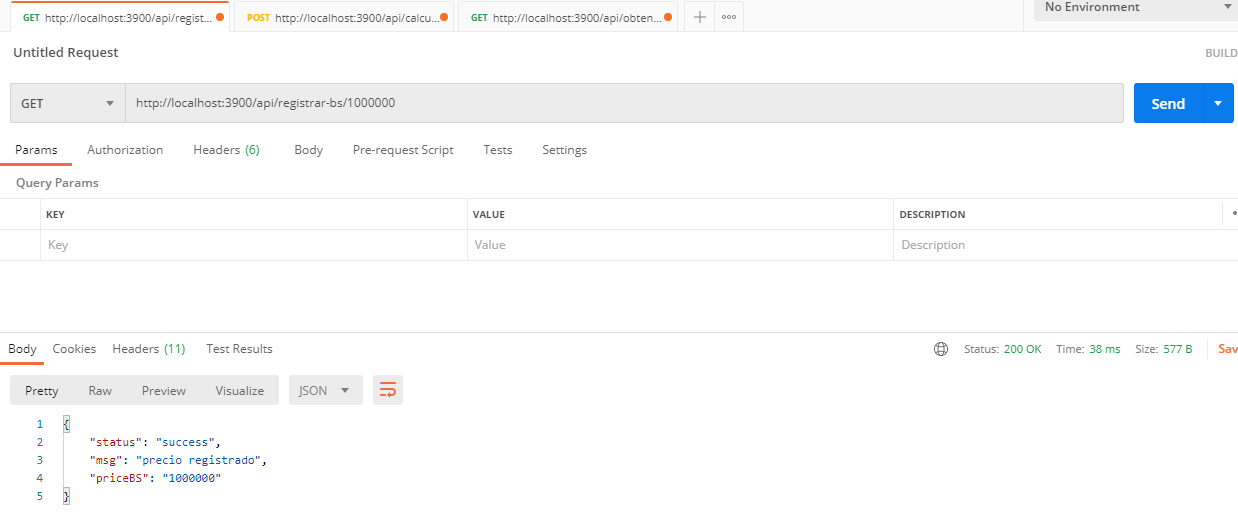 GET http://localhost:3900/api/regist... POST http://localhost:3900/api/calcu... GET http://localhost:3900/api/obten... No Environment
Untitled Request BUILD
GET http://localhost:3900/api/registrar-bs/1000000 Send
Params Authorization Headers (6) Body Pre-request Script Tests Settings
Query Params
KEY VALUE DESCRIPTION
Key Value Description
Body Cookies Headers (11) Test Results Status: 200 OK Time: 38 ms Size: 577 B Sav
Pretty Raw Preview Visualize JSON
1 {
2 "status": "success",
3 "msg": "precio registrado",
4 "priceBS": "1000000"
5 }